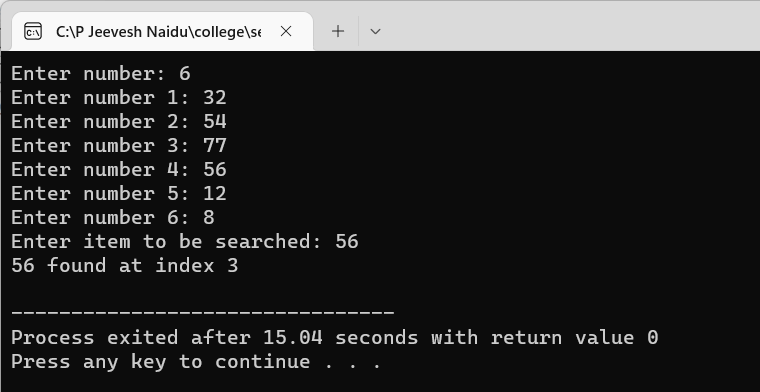 C:\P Jeevesh Naidu\college\se
Enter number: 6
Enter number 1: 32
Enter number 2: 54
Enter number 3: 77
Enter number 4: 56
Enter number 5: 12
Enter number 6: 8
Enter item to be searched: 56
56 found at index 3
--------------------------------
Process exited after 15.04 seconds with return value 0
Press any key to continue . . .